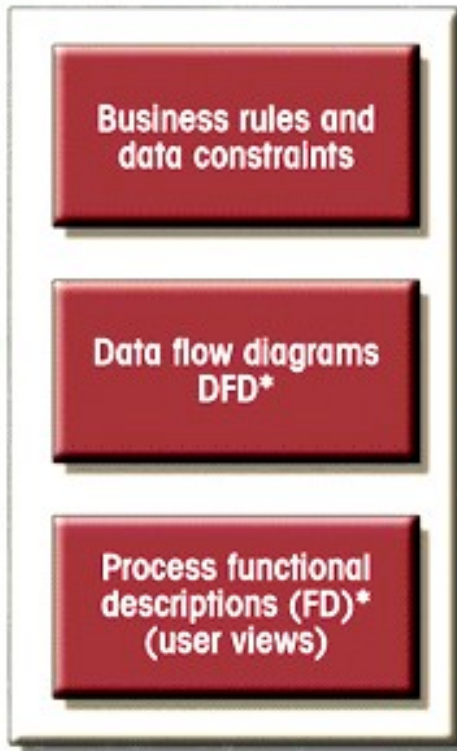 Business rules and
data constraints
Data flow diagrams
DFD*
Process functional
descriptions (FD)*
(user views)